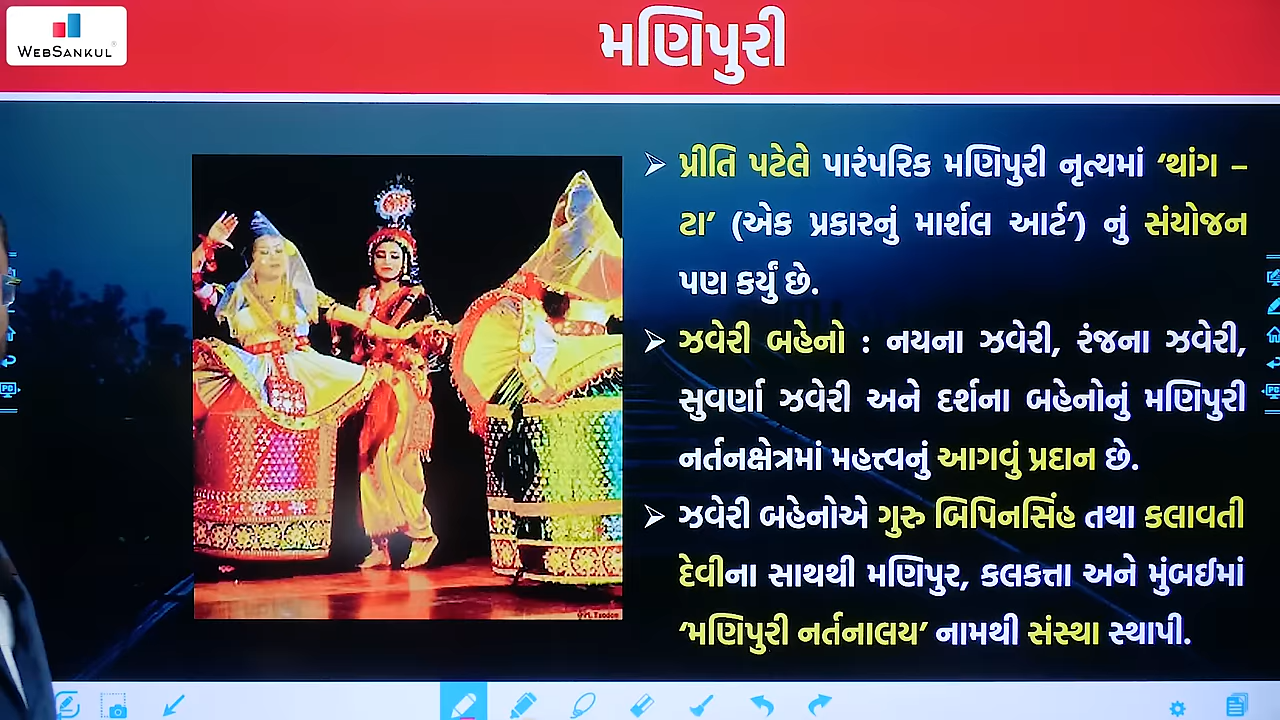 WEBSANKUL
મણિપુરી
➢ પ્રીતિ પટેલે પારંપરિક મણિપુરી નૃત્યમાં ‘થાંગ –
ટા’ (એક પ્રકારનું માર્શલ આર્ટ’) નું સંયોજન
પણ કર્યું છે.
➢ ઝવેરી બહેનો : નયના ઝવેરી, રંજના ઝવેરી,
સુવર્ણા ઝવેરી અને દર્શના બહેનોનું મણિપુરી
નર્તનક્ષેત્રમાં મહત્ત્વનું આગવું પ્રદાન છે.
➢ ઝવેરી બહેનોએ ગુરુ બિપિનસિંહ તથા કલાવતી
દેવીના સાથથી મણિપુર, કલકત્તા અને મુંબઈમાં
‘મણિપુરી નર્તનાલય’ નામથી સંસ્થા સ્થાપી.